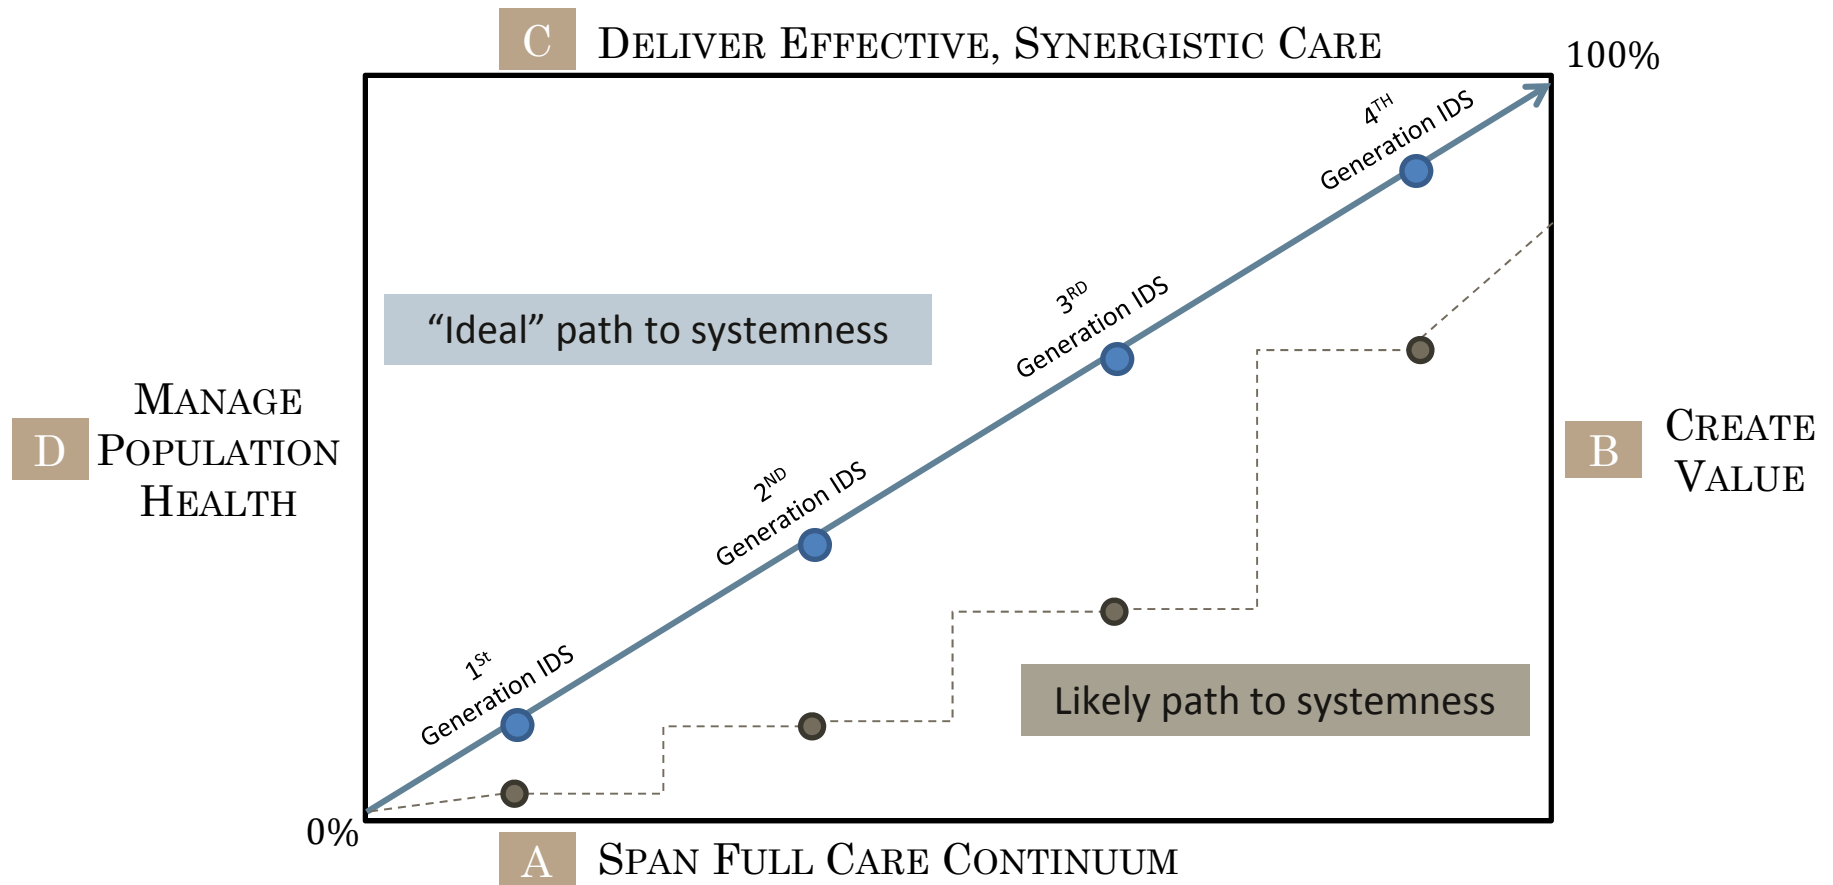 C DELIVER EFFECTIVE, SYNERGISTIC CARE
100%
4TH
Generation IDS
3RD
Generation IDS
“Ideal” path to systemness
D MANAGE
POPULATION
HEALTH
B CREATE
VALUE
2ND
Generation IDS
1St
Generation IDS
Likely path to systemness
0%
A SPAN FULL CARE CONTINUUM